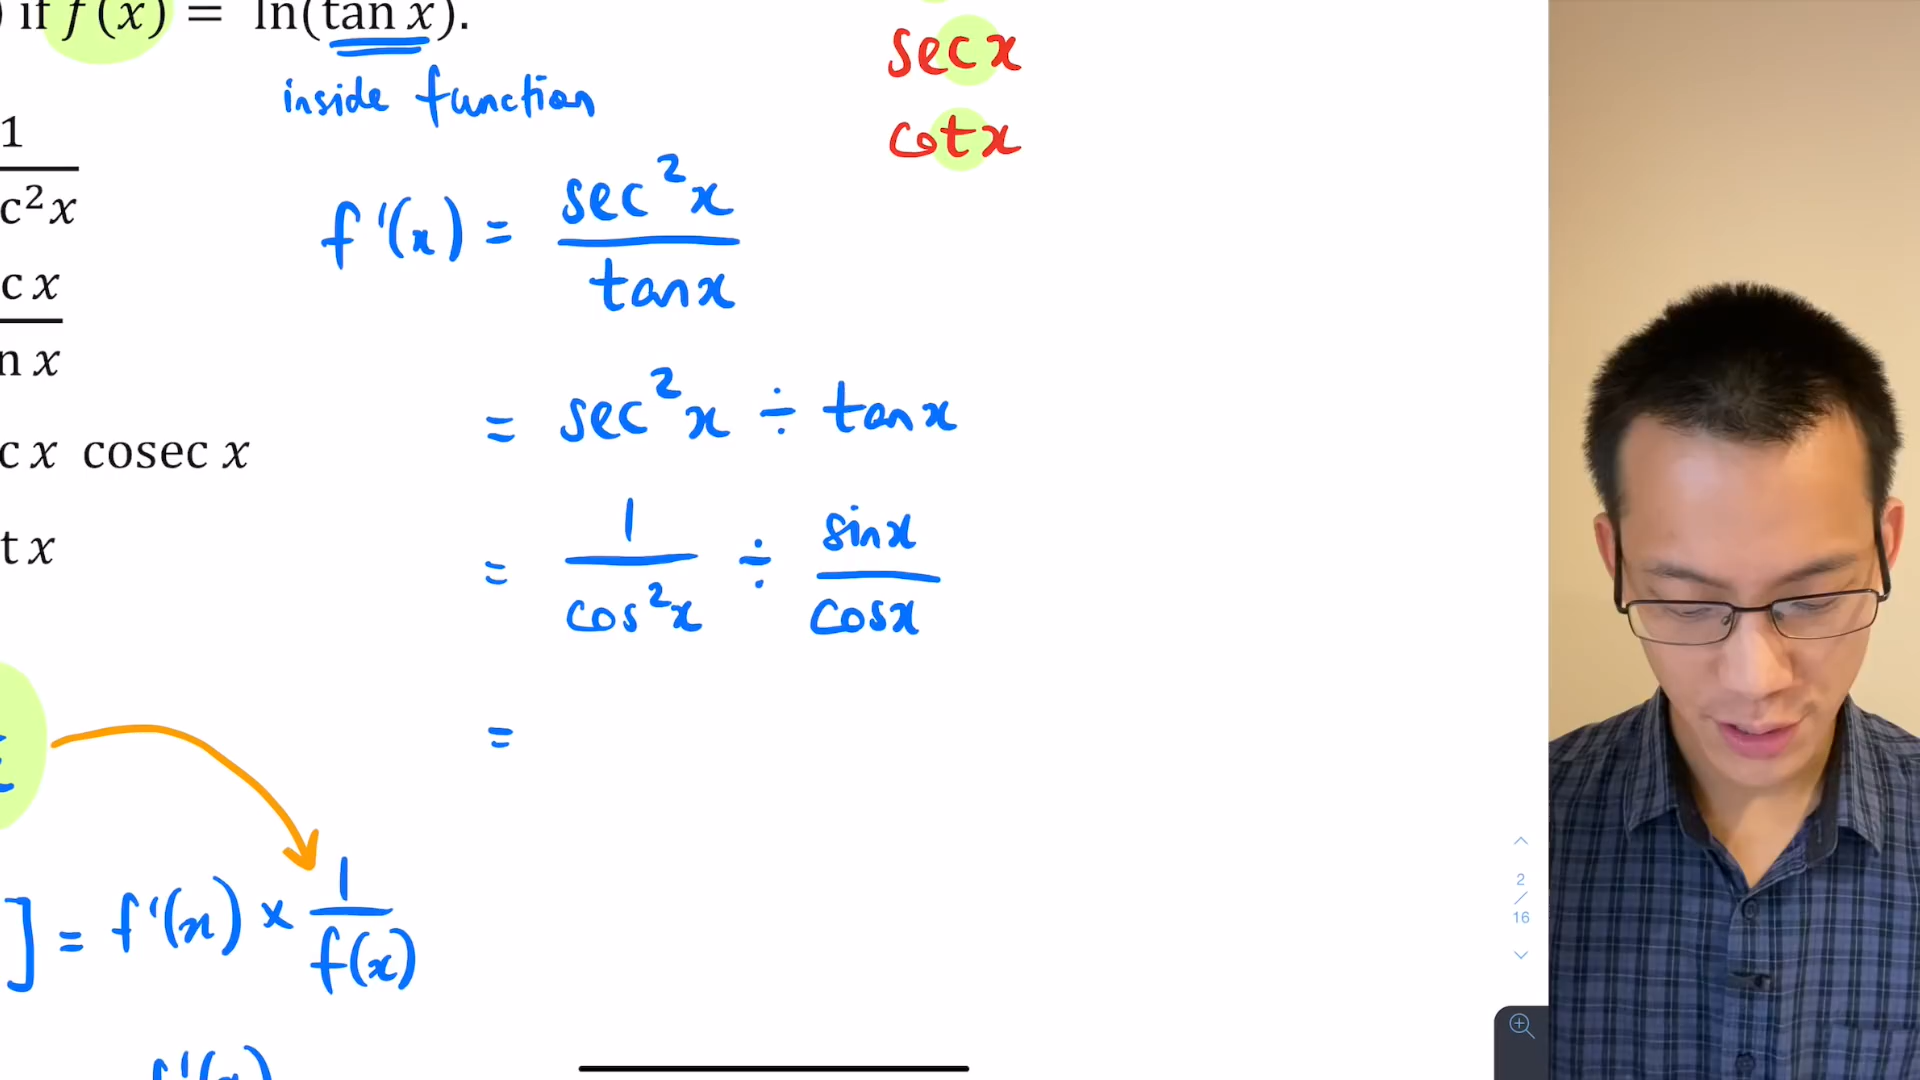 if f(x) = ln(tan x).
inside function
sec x
cot x
1
c²x
c x
n x
c x cosec x
t x
f'(x) = sec²x / tan x
= sec²x ÷ tan x
= 1 / cos²x ÷ sin x / cos x
=
] = f'(x) × 1 / f(x)
f'(x)
2
/
16